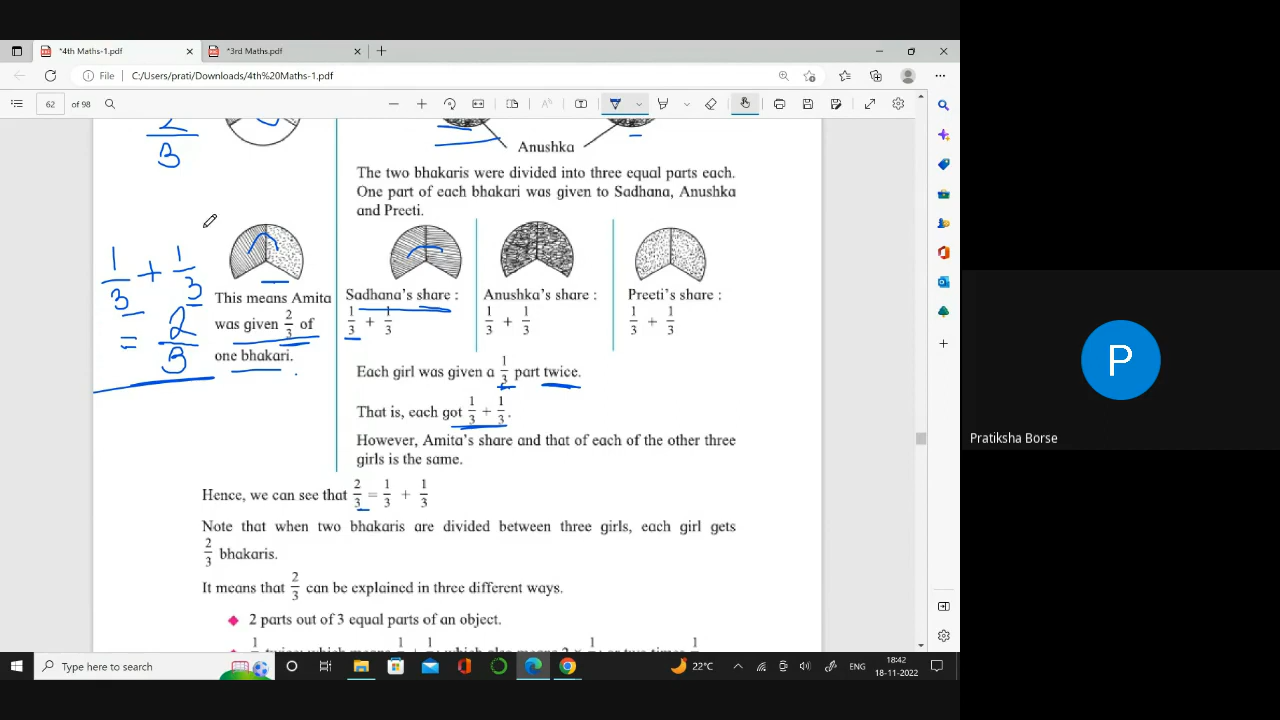 *4th Maths-1.pdf
*3rd Maths.pdf
File
C:/Users/prati/Downloads/4th%20Maths-1.pdf
62 of 98
2/3
Anushka
The two bhakaris were divided into three equal parts each.
One part of each bhakari was given to Sadhana, Anushka
and Preeti.
1/3 + 1/3
= 2/3
This means Amita
was given 2/3 of
one bhakari.
Sadhana's share :
1/3 + 1/3
Anushka's share :
1/3 + 1/3
Preeti's share :
1/3 + 1/3
Each girl was given a 1/3 part twice.
That is, each got 1/3 + 1/3.
However, Amita's share and that of each of the other three
girls is the same.
Hence, we can see that 2/3 = 1/3 + 1/3
Note that when two bhakaris are divided between three girls, each girl gets
2/3 bhakaris.
It means that 2/3 can be explained in three different ways.
◆ 2 parts out of 3 equal parts of an object.
P
Pratiksha Borse
Type here to search
22°C
ENG
18:42
18-11-2022